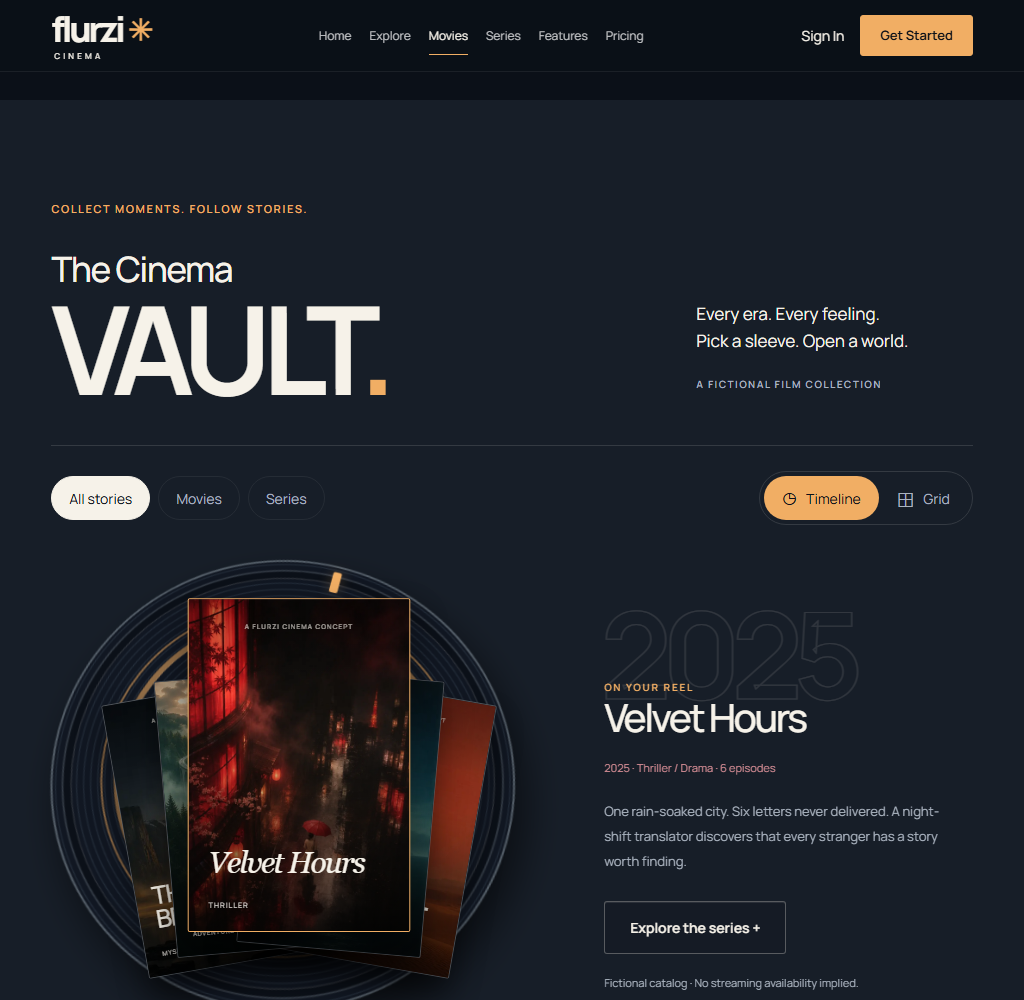 flurzi
CINEMA
Home Explore Movies Series Features Pricing
Sign In Get Started
COLLECT MOMENTS. FOLLOW STORIES.
The Cinema
VAULT.
Every era. Every feeling.
Pick a sleeve. Open a world.
A FICTIONAL FILM COLLECTION
All stories Movies Series
Timeline Grid
A FLURZI CINEMA CONCEPT
Velvet Hours
THRILLER
2025
ON YOUR REEL
Velvet Hours
2025 · Thriller / Drama · 6 episodes
One rain-soaked city. Six letters never delivered. A night-
shift translator discovers that every stranger has a story
worth finding.
Explore the series +
Fictional catalog · No streaming availability implied.